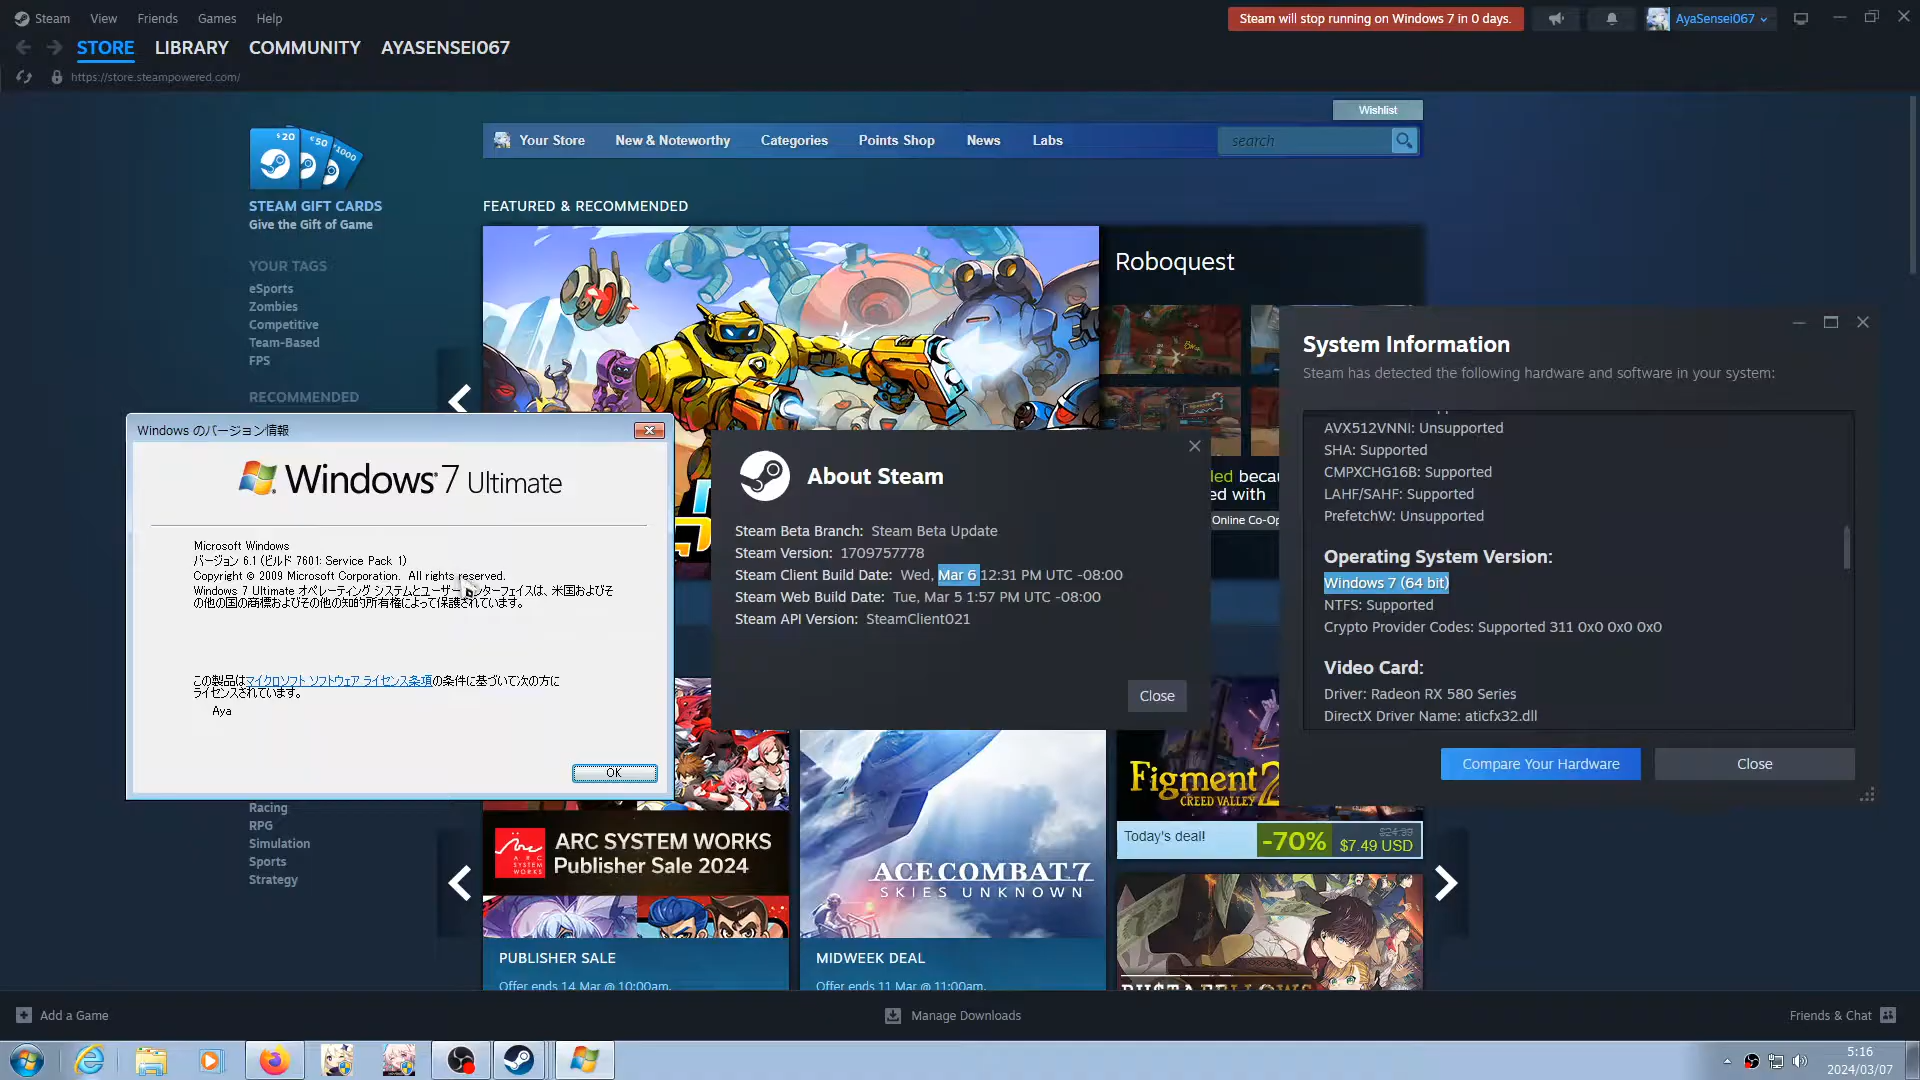 Steam View Friends Games Help
Steam will stop running on Windows 7 in 0 days.
AyaSensei067
STORE LIBRARY COMMUNITY AYASENSEI067
https://store.steampowered.com/
Wishlist
Your Store New & Noteworthy Categories Points Shop News Labs
search
$20 €50 ¥1000
STEAM GIFT CARDS
Give the Gift of Game
YOUR TAGS
eSports
Zombies
Competitive
Team-Based
FPS
RECOMMENDED
Racing
RPG
Simulation
Sports
Strategy
FEATURED & RECOMMENDED
Roboquest
Online Co-Op
Windows のバージョン情報
Windows 7 Ultimate
Microsoft Windows
バージョン 6.1 (ビルド 7601: Service Pack 1)
Copyright © 2009 Microsoft Corporation. All rights reserved.
Windows 7 Ultimate オペレーティング システムとユーザー インターフェイスは、米国およびそ
の他の国の商標およびその他の知的所有権によって保護されています。
この製品はマイクロソフト ソフトウェア ライセンス条項の条件に基づいて次の方に
ライセンスされています。
Aya
OK
About Steam
Steam Beta Branch: Steam Beta Update
Steam Version: 1709757778
Steam Client Build Date: Wed, Mar 6 12:31 PM UTC -08:00
Steam Web Build Date: Tue, Mar 5 1:57 PM UTC -08:00
Steam API Version: SteamClient021
Close
System Information
Steam has detected the following hardware and software in your system:
AVX512VNNI: Unsupported
SHA: Supported
CMPXCHG16B: Supported
LAHF/SAHF: Supported
PrefetchW: Unsupported
Operating System Version:
Windows 7 (64 bit)
NTFS: Supported
Crypto Provider Codes: Supported 311 0x0 0x0 0x0
Video Card:
Driver: Radeon RX 580 Series
DirectX Driver Name: aticfx32.dll
Compare Your Hardware Close
ARC SYSTEM WORKS
Publisher Sale 2024
PUBLISHER SALE
Offer ends 14 Mar @ 10:00am.
ACE COMBAT 7
SKIES UNKNOWN
MIDWEEK DEAL
Offer ends 11 Mar @ 11:00am.
Figment 2
CREED VALLEY
Today's deal!
-70% $24.99
$7.49 USD
Add a Game
Manage Downloads
Friends & Chat
5:16
2024/03/07